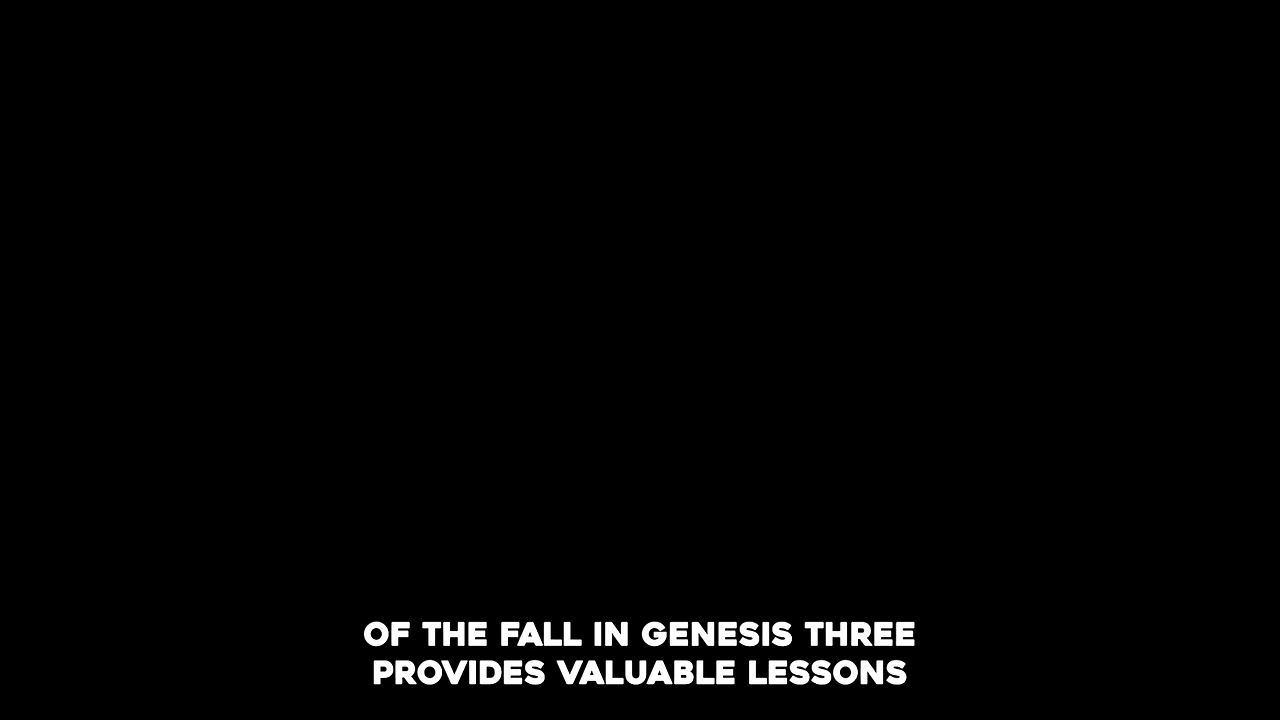 OF THE FALL IN GENESIS THREE
PROVIDES VALUABLE LESSONS